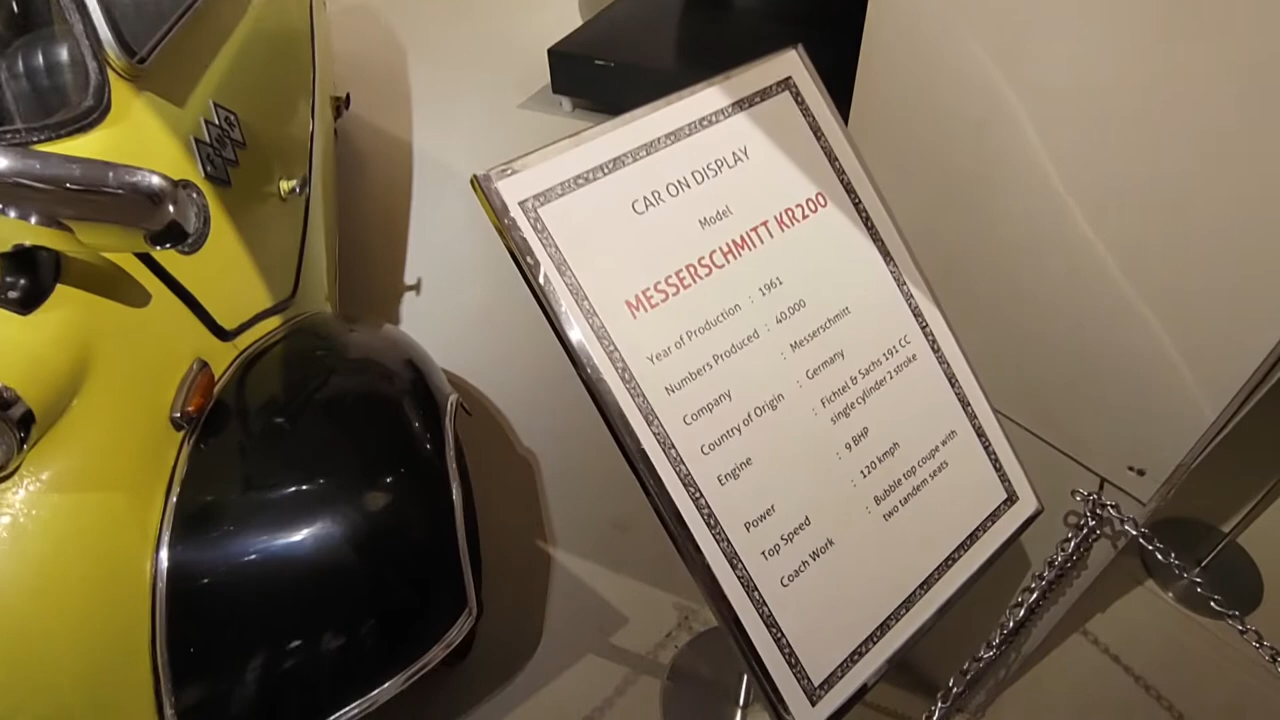 CAR ON DISPLAY
Model
MESSERSCHMITT KR200
Year of Production : 1961
Numbers Produced : 40,000
Company : Messerschmitt
Country of Origin : Germany
Engine : Fichtel & Sachs 191 CC
single cylinder 2 stroke
Power : 9 BHP
Top Speed : 120 kmph
Coach Work : Bubble top coupe with
two tandem seats